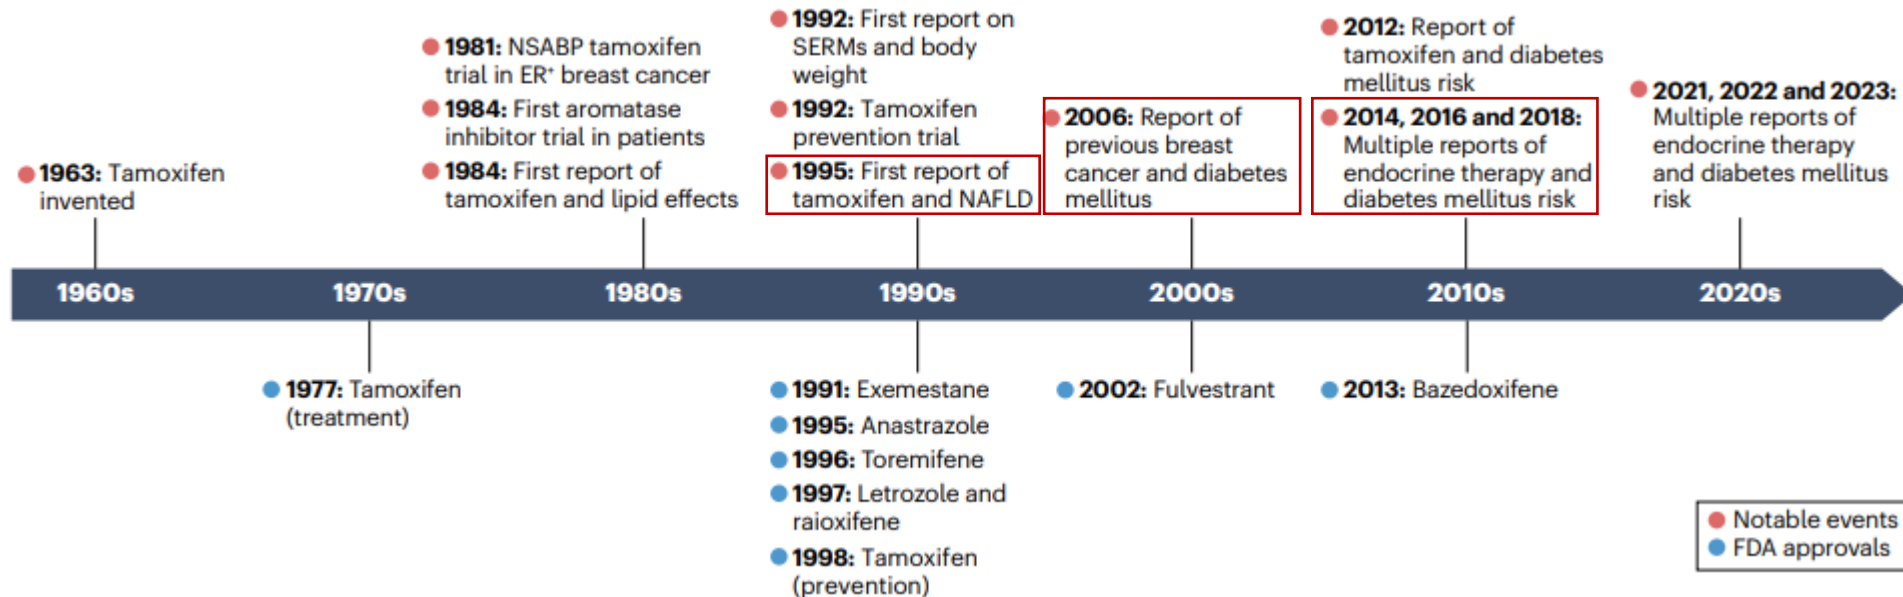 1963: Tamoxifen
invented
1981: NSABP tamoxifen
trial in ER⁺ breast cancer
1984: First aromatase
inhibitor trial in patients
1984: First report of
tamoxifen and lipid effects
1992: First report on
SERMs and body
weight
1992: Tamoxifen
prevention trial
1995: First report of
tamoxifen and NAFLD
2006: Report of
previous breast
cancer and diabetes
mellitus
2012: Report of
tamoxifen and diabetes
mellitus risk
2014, 2016 and 2018:
Multiple reports of
endocrine therapy and
diabetes mellitus risk
2021, 2022 and 2023:
Multiple reports of
endocrine therapy
and diabetes mellitus
risk
1960s
1970s
1980s
1990s
2000s
2010s
2020s
1977: Tamoxifen
(treatment)
1991: Exemestane
1995: Anastrazole
1996: Toremifene
1997: Letrozole and
raioxifene
1998: Tamoxifen
(prevention)
2002: Fulvestrant
2013: Bazedoxifene
Notable events
FDA approvals